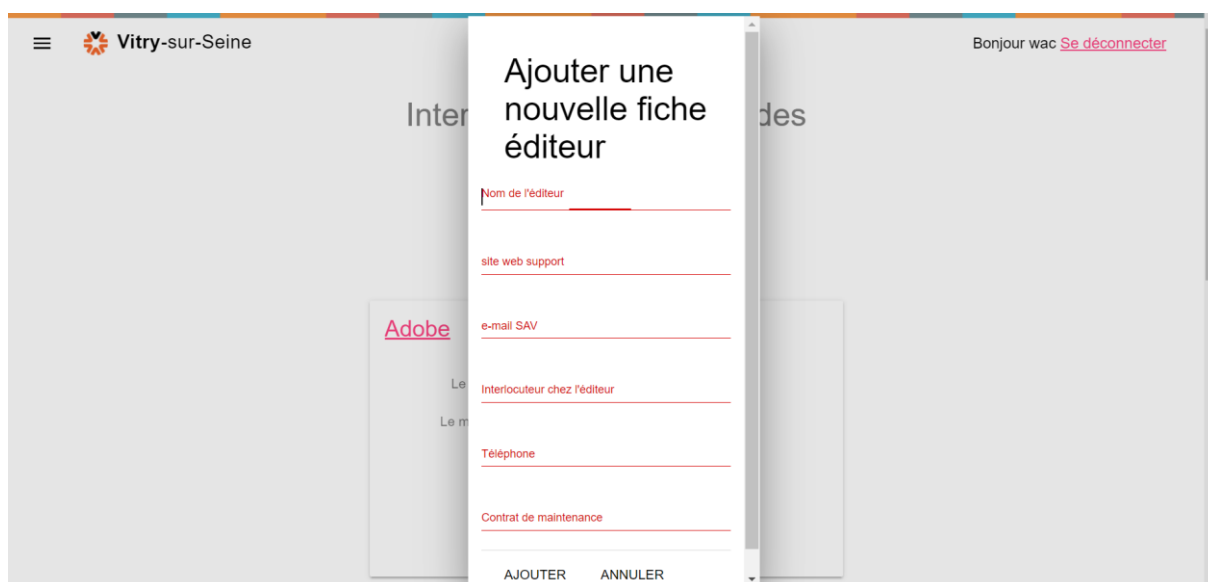 Vitry-sur-Seine
Bonjour wac Se déconnecter
Ajouter une
nouvelle fiche
éditeur
Inter
des
Nom de l'éditeur
site web support
Adobe
e-mail SAV
Le
Interlocuteur chez l'éditeur
Le m
Téléphone
Contrat de maintenance
AJOUTER ANNULER